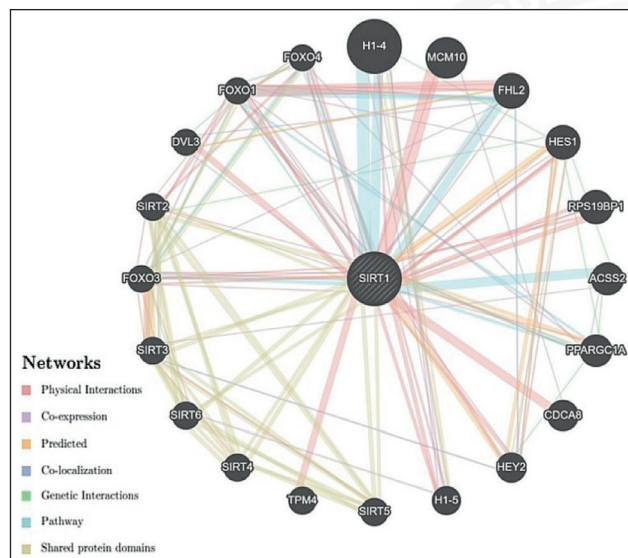 H1-4
MCM10
FOXO4
FOXO1
FHL2
DVL3
HES1
SIRT2
RPS19BP1
FOXO3
SIRT1
ACSS2
SIRT3
PPARGC1A
SIRT6
CDCA8
SIRT4
HEY2
TPM4
SIRT5
H1-5
Networks
Physical Interactions
Co-expression
Predicted
Co-localization
Genetic Interactions
Pathway
Shared protein domains